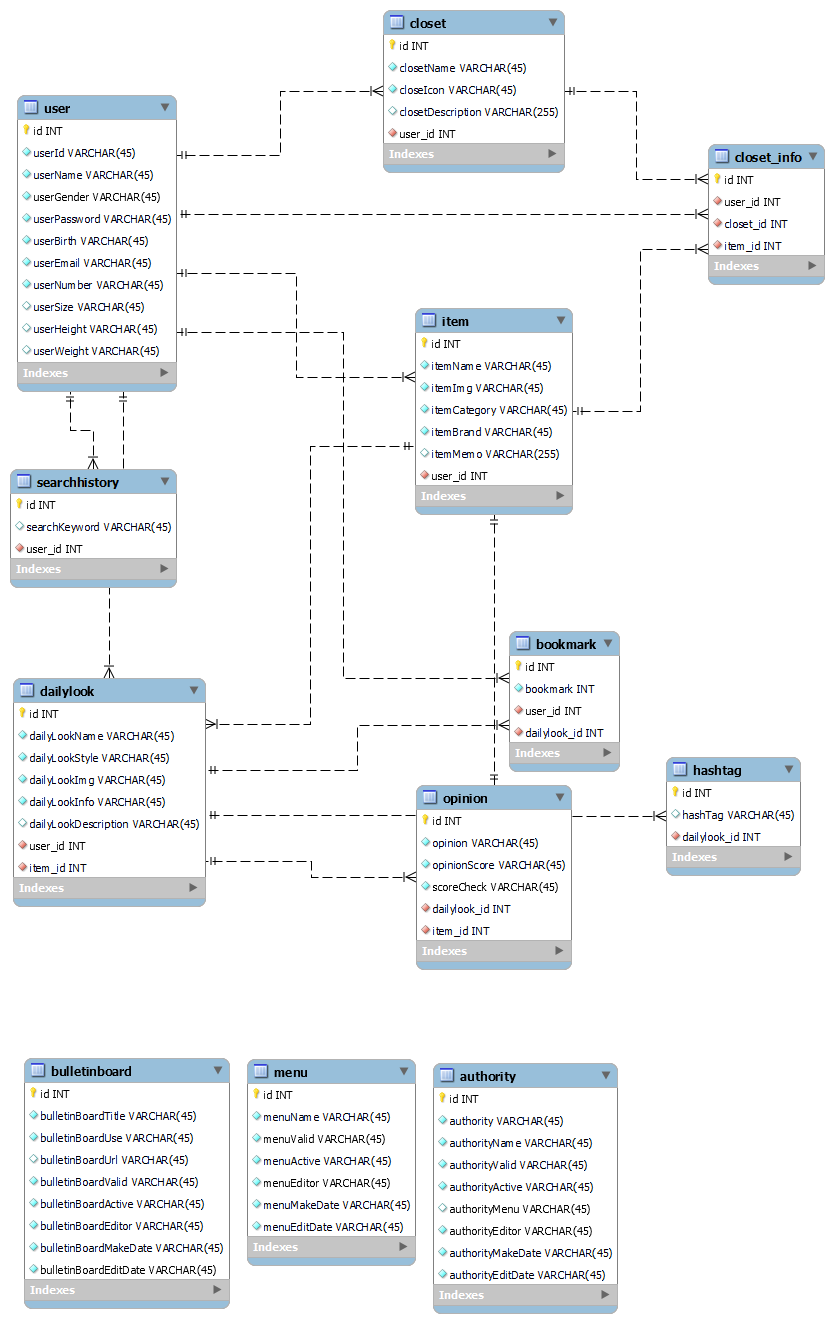 closet
id INT
closetName VARCHAR(45)
closeIcon VARCHAR(45)
closetDescription VARCHAR(255)
user_id INT
Indexes
user
id INT
userId VARCHAR(45)
userName VARCHAR(45)
userGender VARCHAR(45)
userPassword VARCHAR(45)
userBirth VARCHAR(45)
userEmail VARCHAR(45)
userNumber VARCHAR(45)
userSize VARCHAR(45)
userHeight VARCHAR(45)
userWeight VARCHAR(45)
Indexes
closet_info
id INT
user_id INT
closet_id INT
item_id INT
Indexes
item
id INT
itemName VARCHAR(45)
itemImg VARCHAR(45)
itemCategory VARCHAR(45)
itemBrand VARCHAR(45)
itemMemo VARCHAR(255)
user_id INT
Indexes
searchhistory
id INT
searchKeyword VARCHAR(45)
user_id INT
Indexes
bookmark
id INT
bookmark INT
user_id INT
dailylook_id INT
Indexes
dailylook
id INT
dailyLookName VARCHAR(45)
dailyLookStyle VARCHAR(45)
dailyLookImg VARCHAR(45)
dailyLookInfo VARCHAR(45)
dailyLookDescription VARCHAR(45)
user_id INT
item_id INT
Indexes
hashtag
id INT
hashTag VARCHAR(45)
dailylook_id INT
Indexes
opinion
id INT
opinion VARCHAR(45)
opinionScore VARCHAR(45)
scoreCheck VARCHAR(45)
dailylook_id INT
item_id INT
Indexes
bulletinboard
id INT
bulletinBoardTitle VARCHAR(45)
bulletinBoardUse VARCHAR(45)
bulletinBoardUrl VARCHAR(45)
bulletinBoardValid VARCHAR(45)
bulletinBoardActive VARCHAR(45)
bulletinBoardEditor VARCHAR(45)
bulletinBoardMakeDate VARCHAR(45)
bulletinBoardEditDate VARCHAR(45)
Indexes
menu
id INT
menuName VARCHAR(45)
menuValid VARCHAR(45)
menuActive VARCHAR(45)
menuEditor VARCHAR(45)
menuMakeDate VARCHAR(45)
menuEditDate VARCHAR(45)
Indexes
authority
id INT
authority VARCHAR(45)
authorityName VARCHAR(45)
authorityValid VARCHAR(45)
authorityActive VARCHAR(45)
authorityMenu VARCHAR(45)
authorityEditor VARCHAR(45)
authorityMakeDate VARCHAR(45)
authorityEditDate VARCHAR(45)
Indexes